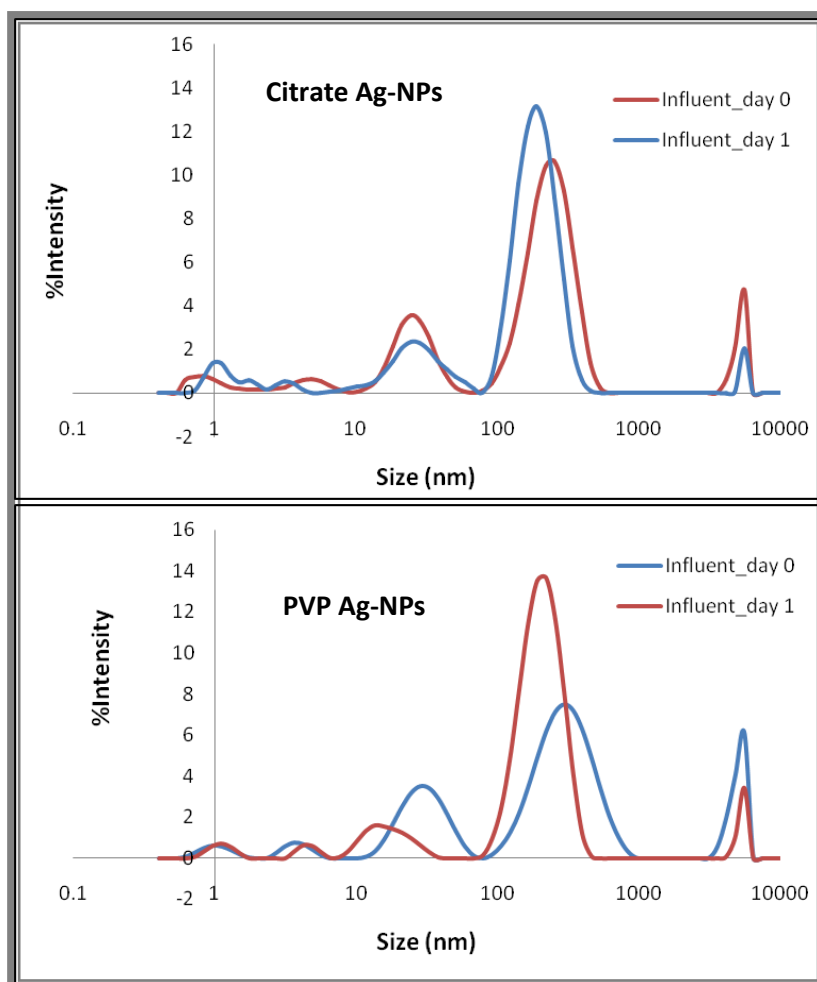 16
14
12
10
8
6
4
2
0
-2
%Intensity
Citrate Ag-NPs
Influent_day 0
Influent_day 1
0.1 1 10 100 1000 10000
Size (nm)
16
14
12
10
8
6
4
2
0
-2
%Intensity
PVP Ag-NPs
Influent_day 0
Influent_day 1
0.1 1 10 100 1000 10000
Size (nm)